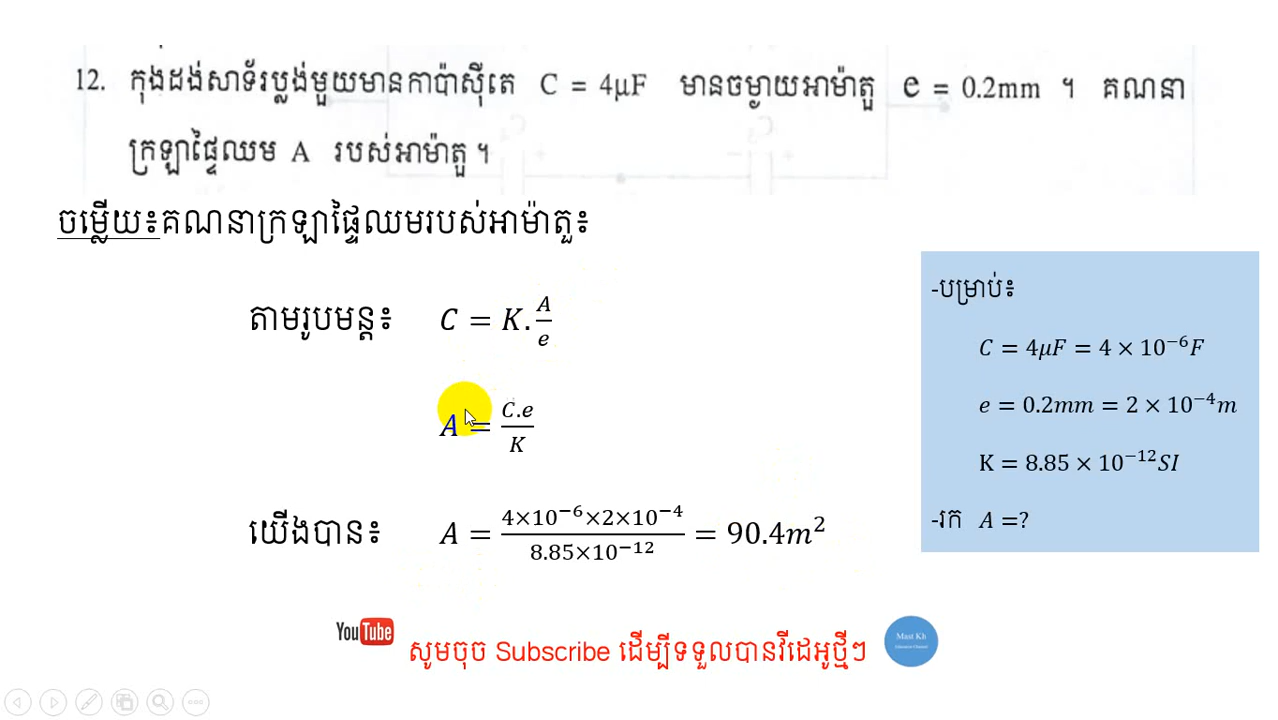 12. កុងដង់សាទ័រប្លង់មួយមានកាប៉ាស៊ីតេ C = 4μF មានចម្ងាយអាម៉ាតួ e = 0.2mm ។ គណនា
ក្រឡាផ្ទៃឈម A របស់អាម៉ាតួ ។
ចម្លើយ៖គណនាក្រឡាផ្ទៃឈមរបស់អាម៉ាតួ៖
តាមរូបមន្ត៖ C = K. A/e
A = C.e/K
យើងបាន៖ A = 4×10⁻⁶×2×10⁻⁴/8.85×10⁻¹² = 90.4m²
-បម្រាប់៖
C = 4μF = 4 × 10⁻⁶F
e = 0.2mm = 2 × 10⁻⁴m
K = 8.85 × 10⁻¹²SI
-រក A =?
YouTube
សូមចុច Subscribe ដើម្បីទទួលបានវីដេអូថ្មីៗ
Mast Kh